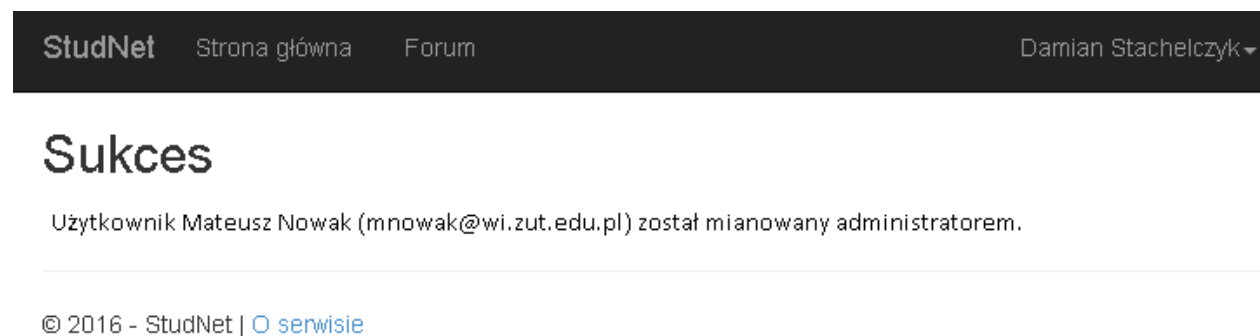 StudNet Strona główna Forum Damian Stachelczyk
Sukces
Użytkownik Mateusz Nowak (mnowak@wi.zut.edu.pl) został mianowany administratorem.
© 2016 - StudNet | O serwisie